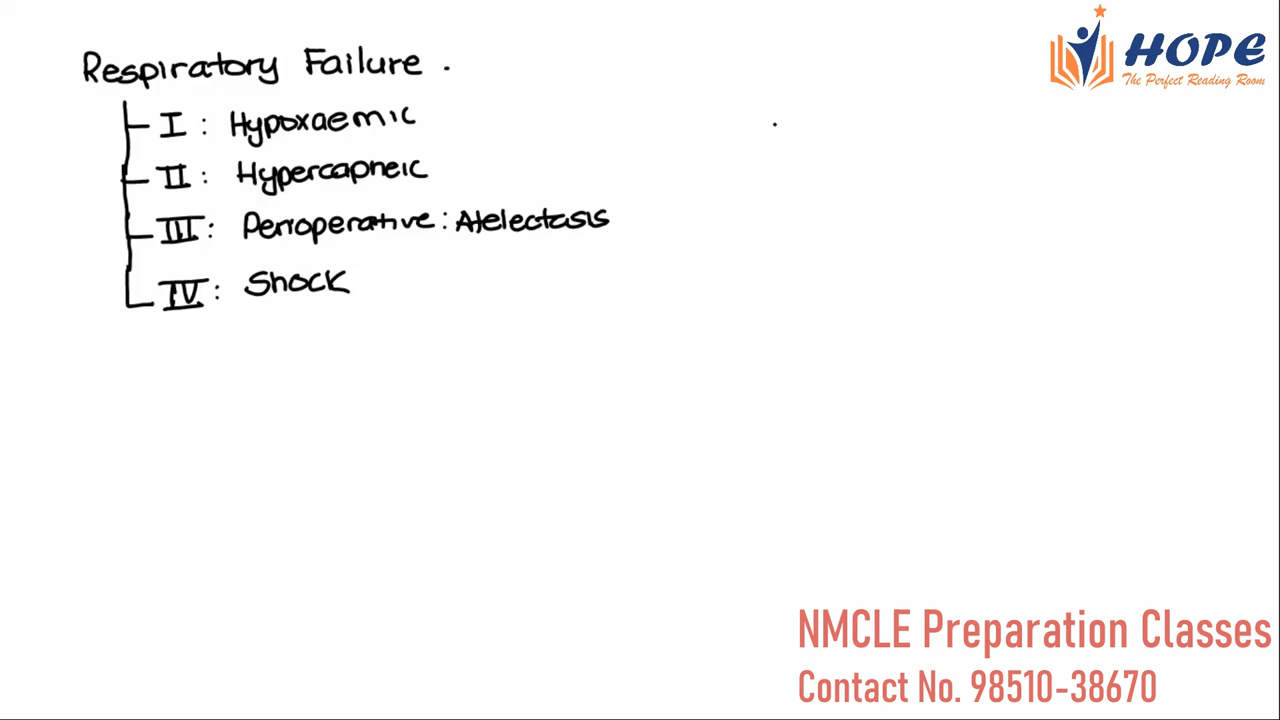 Respiratory Failure .
I : Hypoxaemic
II : Hypercapneic
III : Perioperative : Atelectasis
IV : Shock
HOPE
The Perfect Reading Room
NMCLE Preparation Classes
Contact No. 98510-38670